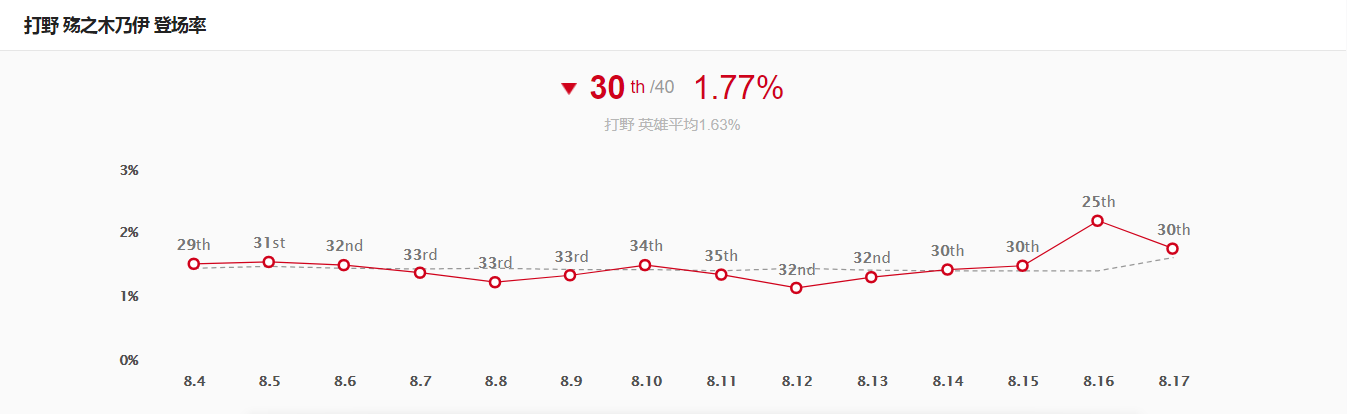 打野 殇之木乃伊 登场率
30 th /40 1.77%
打野 英雄平均1.63%
3%
25th
30th
2%
29th 31st 32nd 33rd 33rd 33rd 34th 35th 32nd 32nd 30th 30th
1%
0%
8.4 8.5 8.6 8.7 8.8 8.9 8.10 8.11 8.12 8.13 8.14 8.15 8.16 8.17